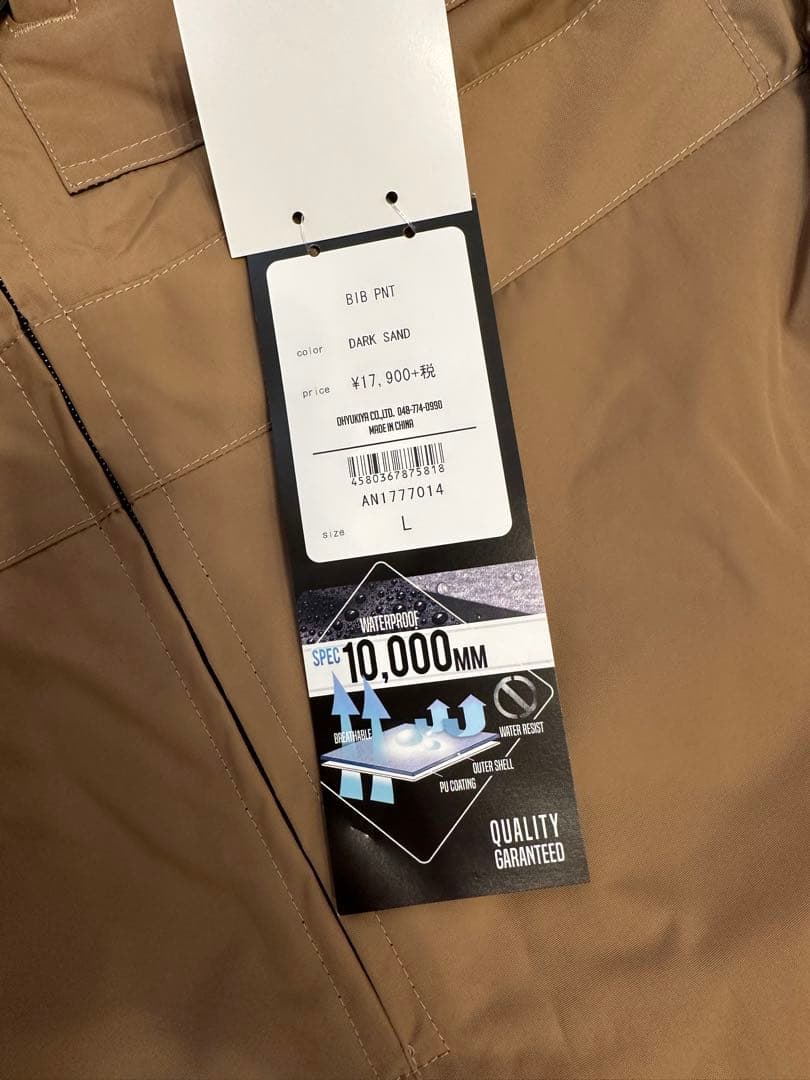 BIB PNT
color DARK SAND
price ¥17,900+税
OHYUKIYA CO.,LTD. 048-774-0990
MADE IN CHINA
4580367875818
AN1777014
size L
WATERPROOF
SPEC 10,000MM
BREATHABLE
WATER RESIST
OUTER SHELL
PU COATING
QUALITY
GARANTEED